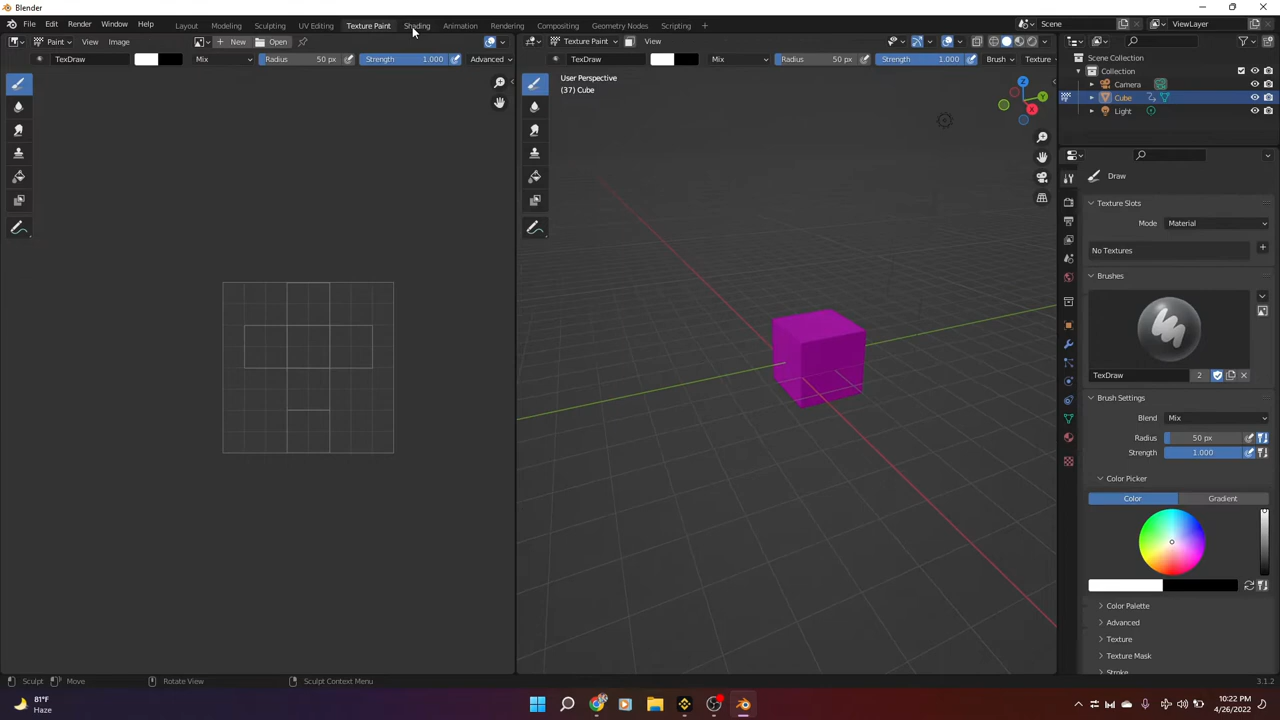 Blender
File Edit Render Window Help Layout Modeling Sculpting UV Editing Texture Paint Shading Animation Rendering Compositing Geometry Nodes Scripting + Scene ViewLayer
Paint View Image New Open
TexDraw Mix Radius 50 px Strength 1.000 Advanced
Texture Paint View
TexDraw Mix Radius 50 px Strength 1.000 Brush Texture
User Perspective
(37) Cube
Z
Y
X
Scene Collection
Collection
Camera
Cube
Light
Draw
Texture Slots
Mode Material
No Textures
Brushes
TexDraw 2
Brush Settings
Blend Mix
Radius 50 px
Strength 1.000
Color Picker
Color Gradient
Color Palette
Advanced
Texture
Texture Mask
Stroke
Sculpt Move Rotate View Sculpt Context Menu 3.1.2
81°F
Haze
10:22 PM
4/26/2022